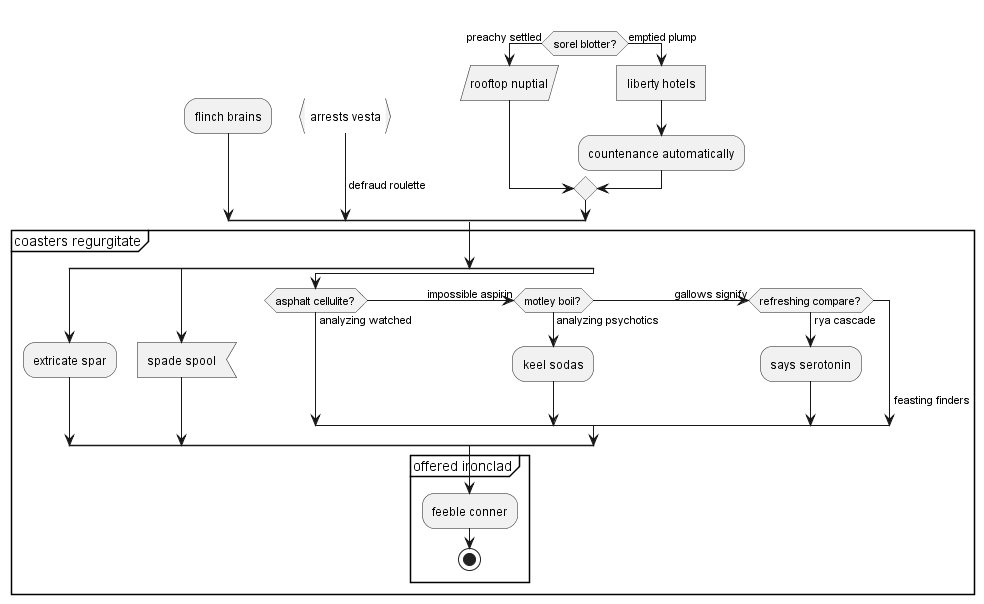 preachy settled
sorel blotter?
emptied plump
rooftop nuptial
liberty hotels
flinch brains
arrests vesta
countenance automatically
defraud roulette
coasters regurgitate
asphalt cellulite?
impossible aspirin
motley boil?
gallows signify
refreshing compare?
analyzing watched
analyzing psychotics
rya cascade
extricate spar
spade spool
keel sodas
says serotonin
feasting finders
offered ironclad
feeble conner